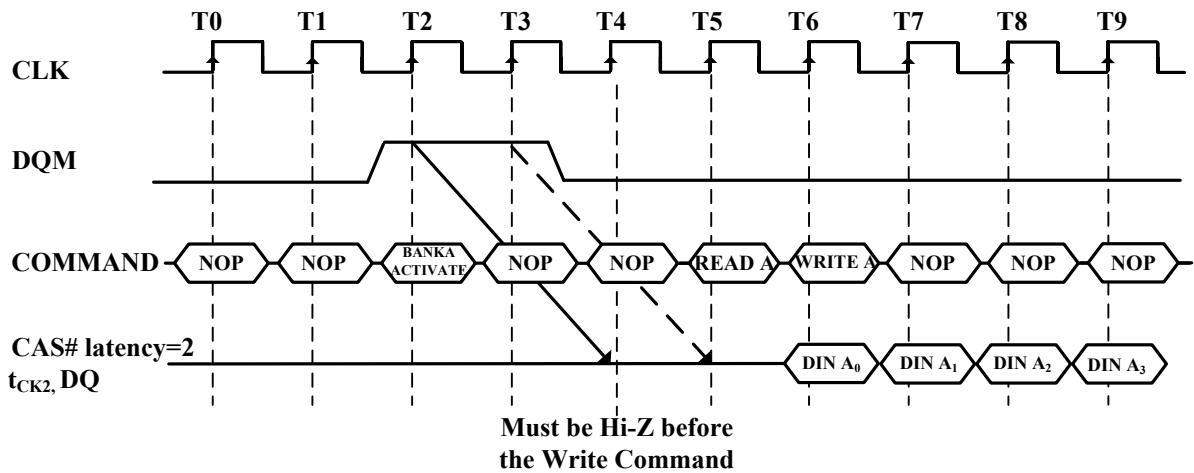 T0 T1 T2 T3 T4 T5 T6 T7 T8 T9
CLK
DQM
COMMAND NOP NOP BANKA ACTIVATE NOP NOP READ A WRITE A NOP NOP NOP
CAS# latency=2
tCK2, DQ DIN A0 DIN A1 DIN A2 DIN A3
Must be Hi-Z before
the Write Command